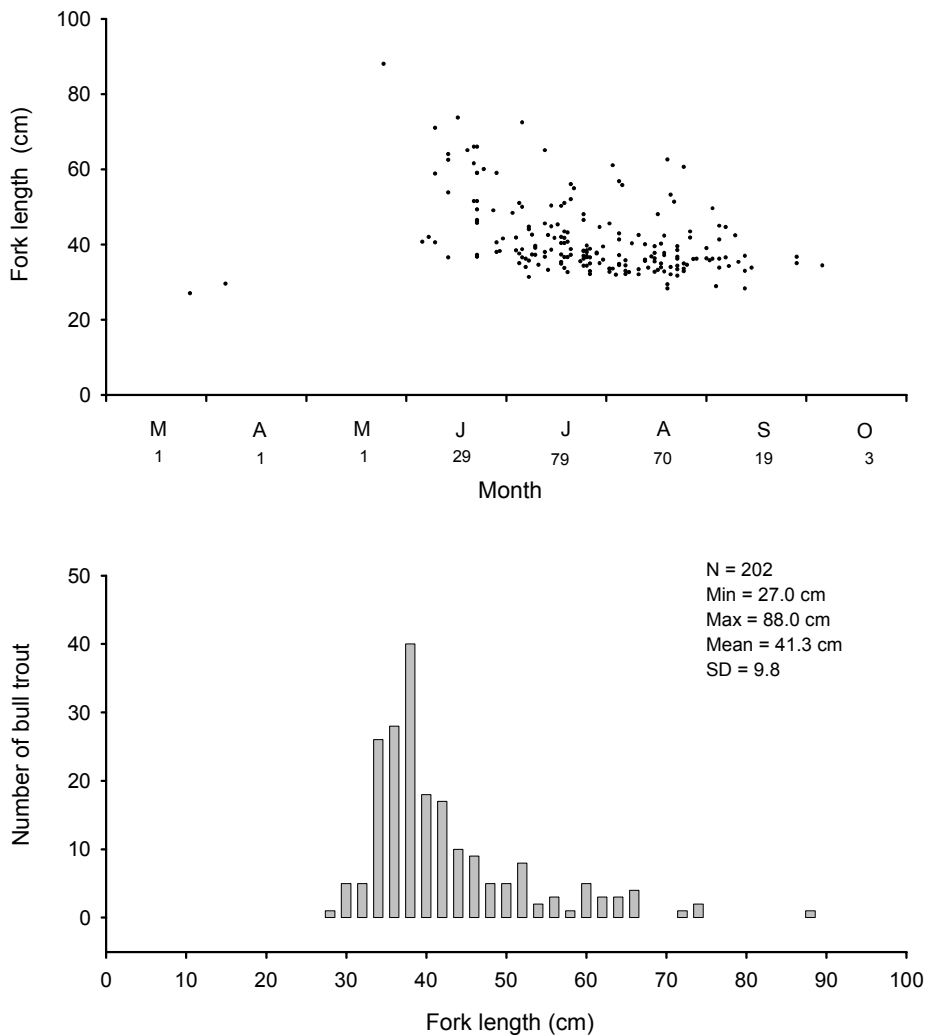 100
80
60
40
20
0
Fork length (cm)
M A M J J A S O
1 1 1 29 79 70 19 3
Month
N = 202
Min = 27.0 cm
Max = 88.0 cm
Mean = 41.3 cm
SD = 9.8
50
40
30
20
10
0
Number of bull trout
0 10 20 30 40 50 60 70 80 90 100
Fork length (cm)